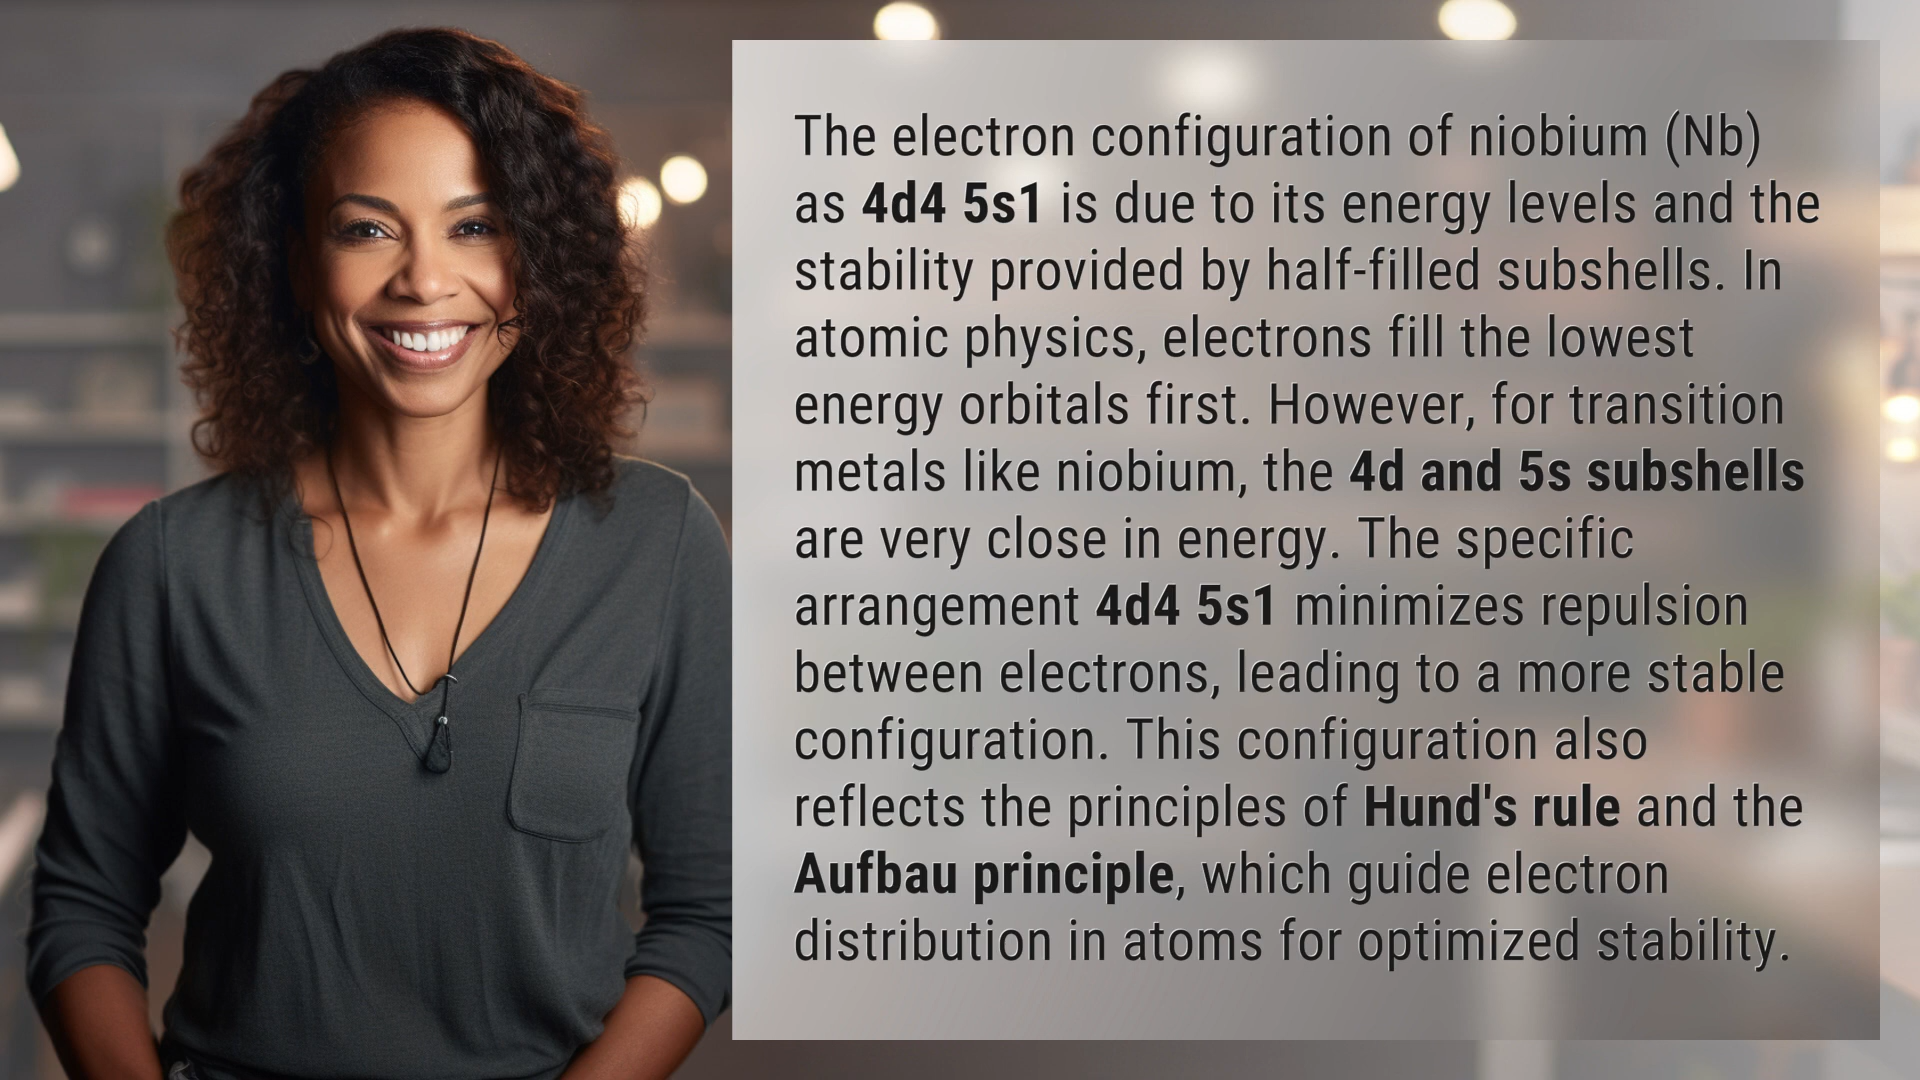 The electron configuration of niobium (Nb)
as 4d4 5s1 is due to its energy levels and the
stability provided by half-filled subshells. In
atomic physics, electrons fill the lowest
energy orbitals first. However, for transition
metals like niobium, the 4d and 5s subshells
are very close in energy. The specific
arrangement 4d4 5s1 minimizes repulsion
between electrons, leading to a more stable
configuration. This configuration also
reflects the principles of Hund's rule and the
Aufbau principle, which guide electron
distribution in atoms for optimized stability.